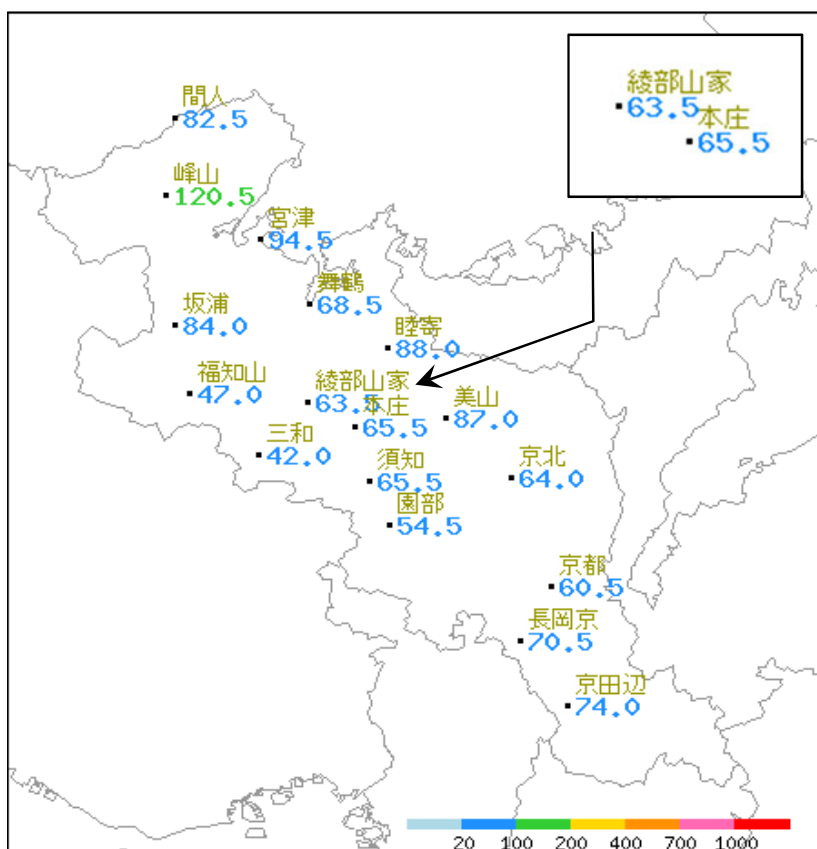 間人
82.5
峰山
120.5
宮津
94.5
舞鶴
68.5
坂浦
84.0
睦寄
88.0
福知山
47.0
綾部山家
63.5
本庄
65.5
美山
87.0
三和
42.0
須知
65.5
京北
64.0
園部
54.5
京都
60.5
長岡京
70.5
京田辺
74.0
綾部山家
63.5
本庄
65.5
20 100 200 400 700 1000